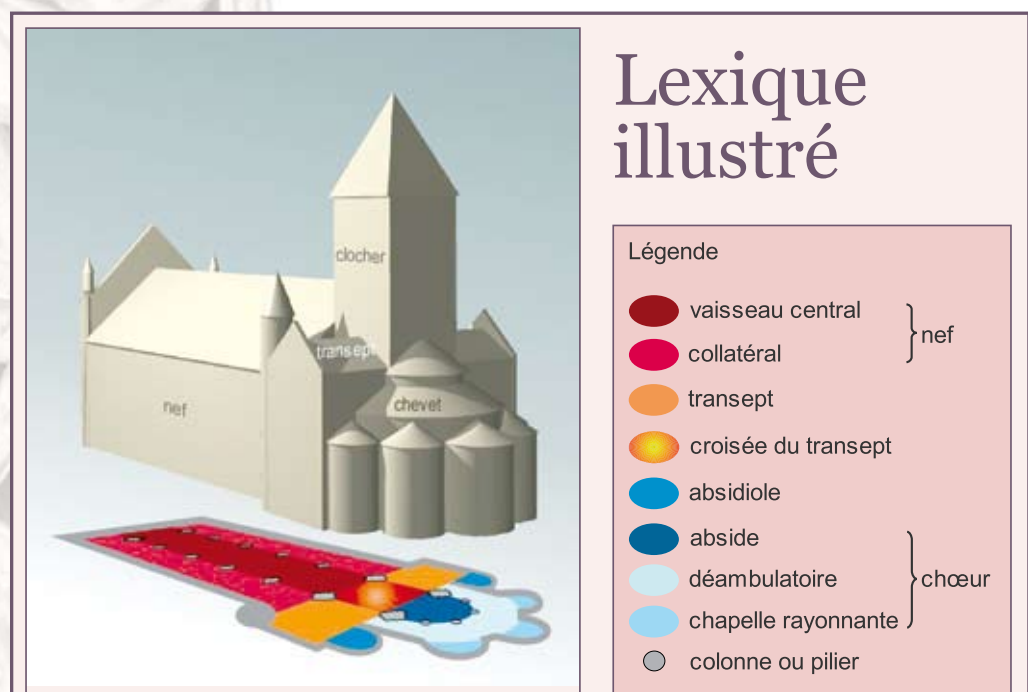 Lexique
illustré
clocher
transept
nef
chevet
Légende
vaisseau central
collatéral
nef
transept
croisée du transept
absidiole
abside
déambulatoire
chœur
chapelle rayonnante
colonne ou pilier